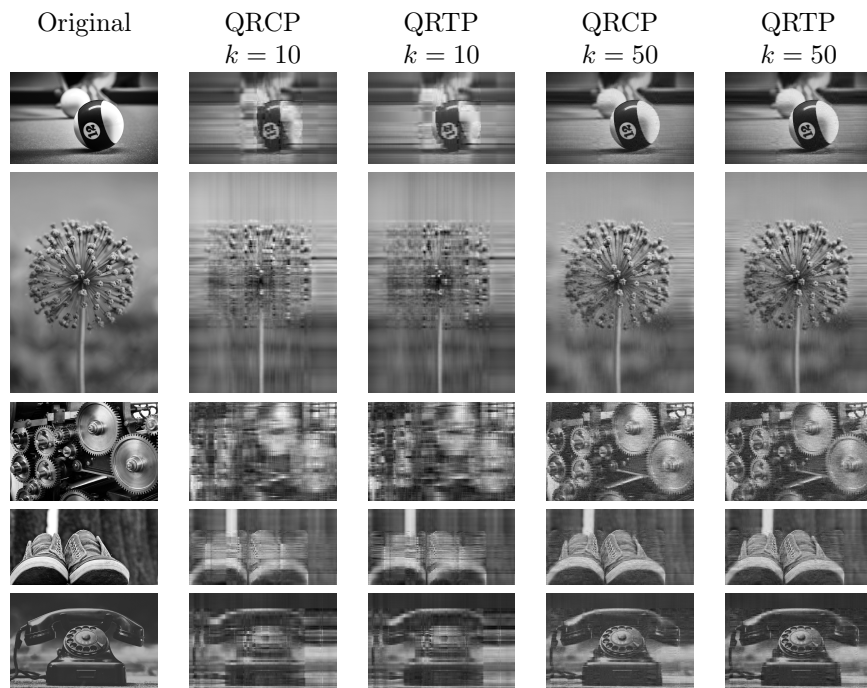 Original QRCP QRTP QRCP QRTP
k = 10 k = 10 k = 50 k = 50
12